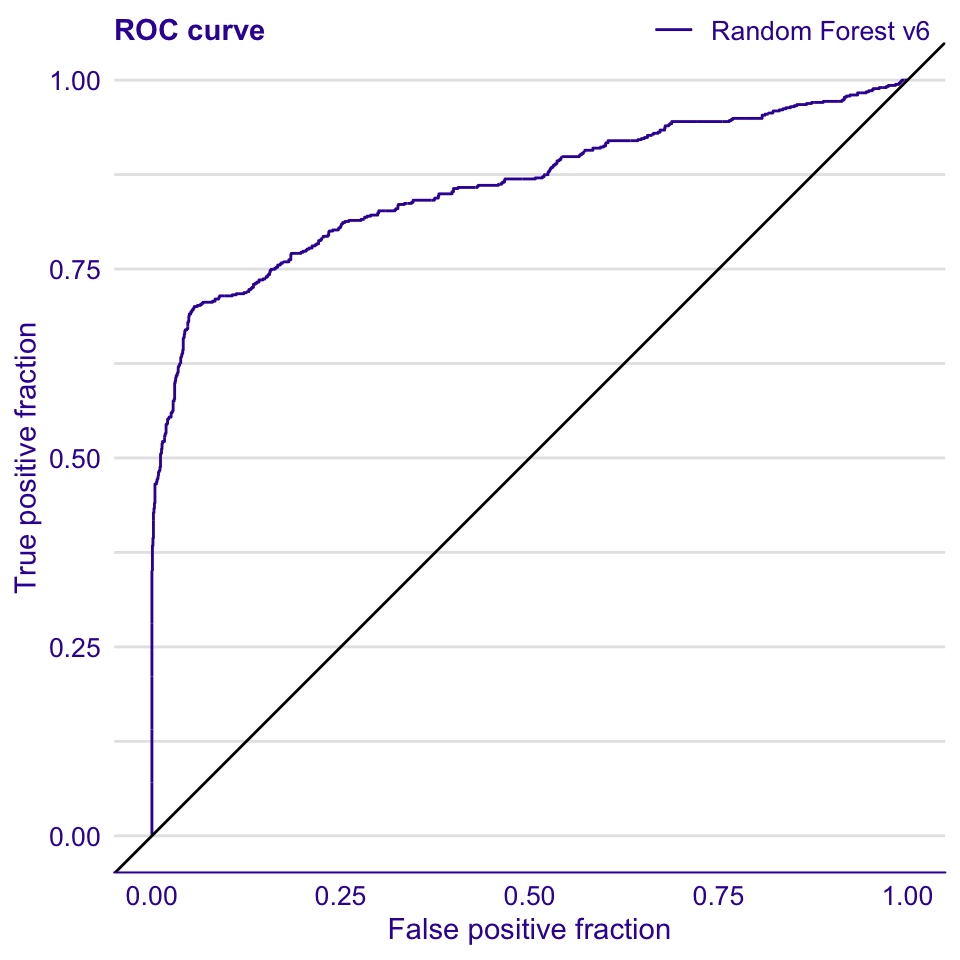 ROC curve
Random Forest v6
True positive fraction
1.00
0.75
0.50
0.25
0.00
0.00 0.25 0.50 0.75 1.00
False positive fraction